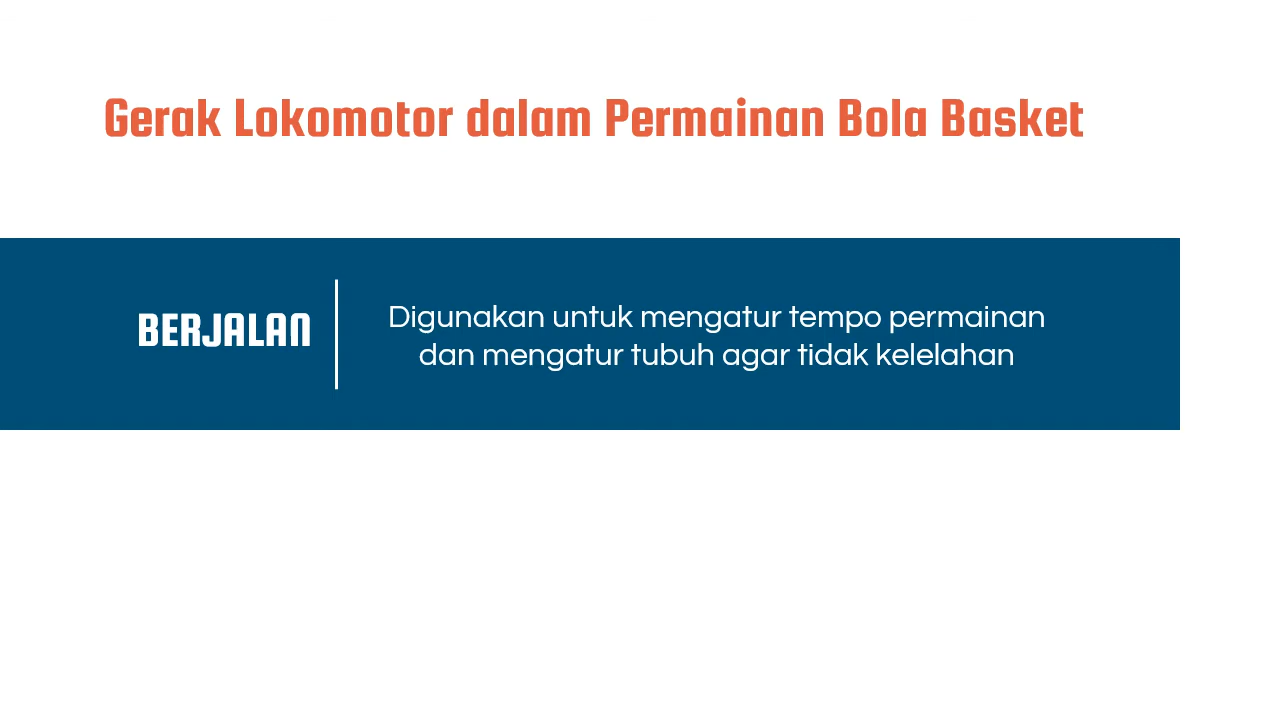 Gerak Lokomotor dalam Permainan Bola Basket
BERJALAN
Digunakan untuk mengatur tempo permainan
dan mengatur tubuh agar tidak kelelahan